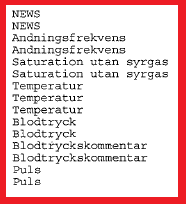 NEWS
NEWS
Andningsfrekvens
Andningsfrekvens
Saturation utan syrgas
Saturation utan syrgas
Temperatur
Temperatur
Temperatur
Blodtryck
Blodtryck
Blodtryckskommentar
Blodtryckskommentar
Puls
Puls